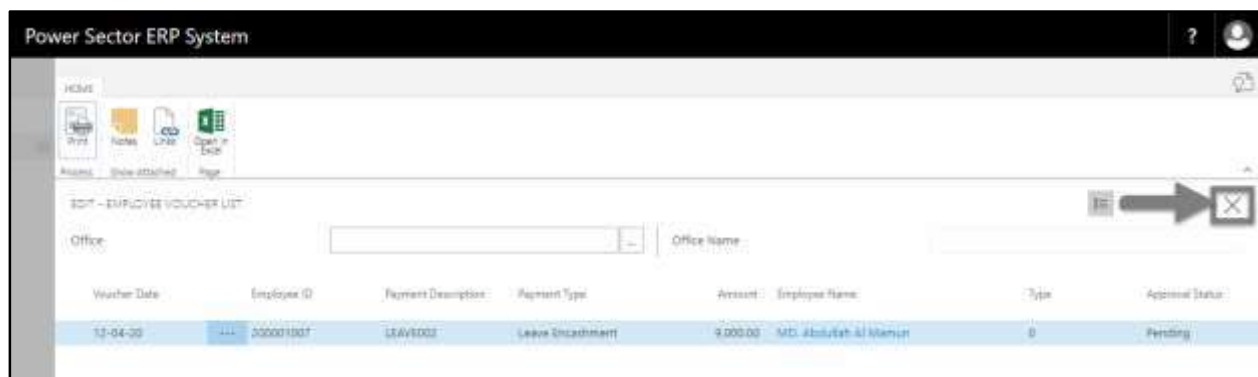 Power Sector ERP System ?
HOME
Print Notes Links Open in
Excel
Process Show Attached Page
EDIT - EMPLOYEE VOUCHER LIST
Office ... Office Name
Voucher Date Employee ID Payment Description Payment Type Amount Employee Name Type Approval Status
12-04-20 ... 200001007 LEAVE002 Leave Encashment 9,000.00 MD. Abdullah Al Mamun 0 Pending